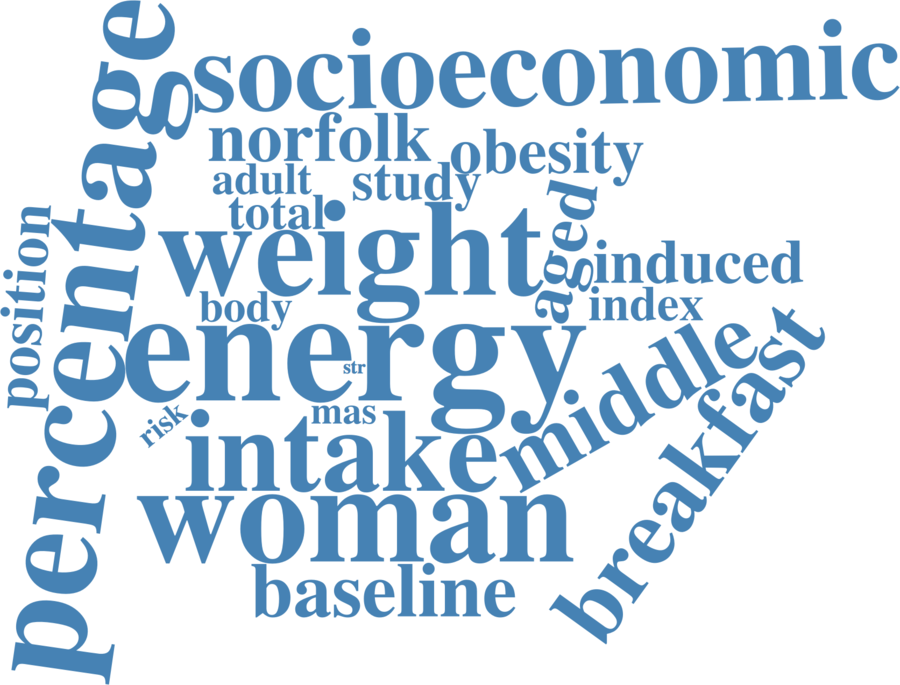 percentage
socioeconomic
norfolk
obesity
adult
study
total
aged
weight
position
induced
body
index
energy
str
middle
breakfast
risk
mas
intake
woman
baseline